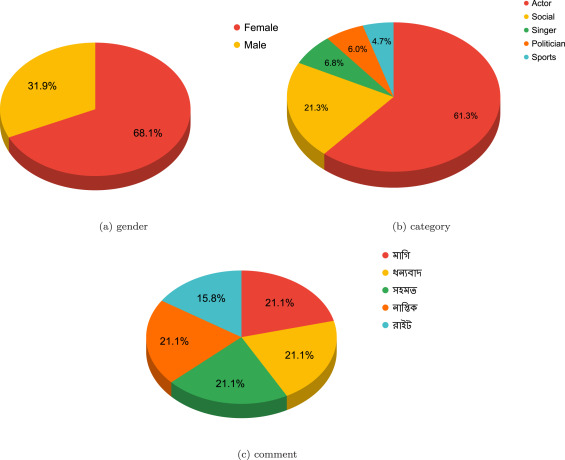 Female
Male
31.9%
68.1%
(a) gender
Actor
Social
Singer
Politician
Sports
4.7%
6.0%
6.8%
21.3%
61.3%
(b) category
মাগি
ধন্যবাদ
সহমত
নাস্তিক
রাইট
15.8%
21.1%
21.1%
21.1%
21.1%
(c) comment